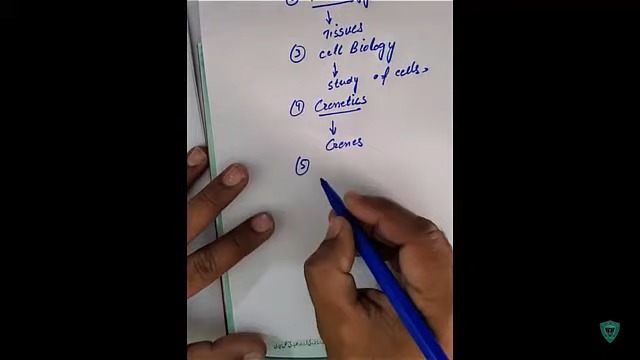 Tissues
③ cell Biology
↓
study of cells.
④ Genetics
↓
Genes
⑤